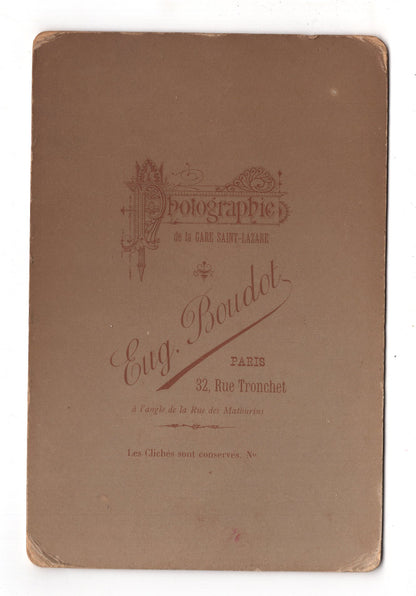 Photographie
de la GARE SAINT-LAZARE
Eug. Boudot
PARIS
32, Rue Tronchet
à l'angle de la Rue des Mathurins
Les Clichés sont conservés. No